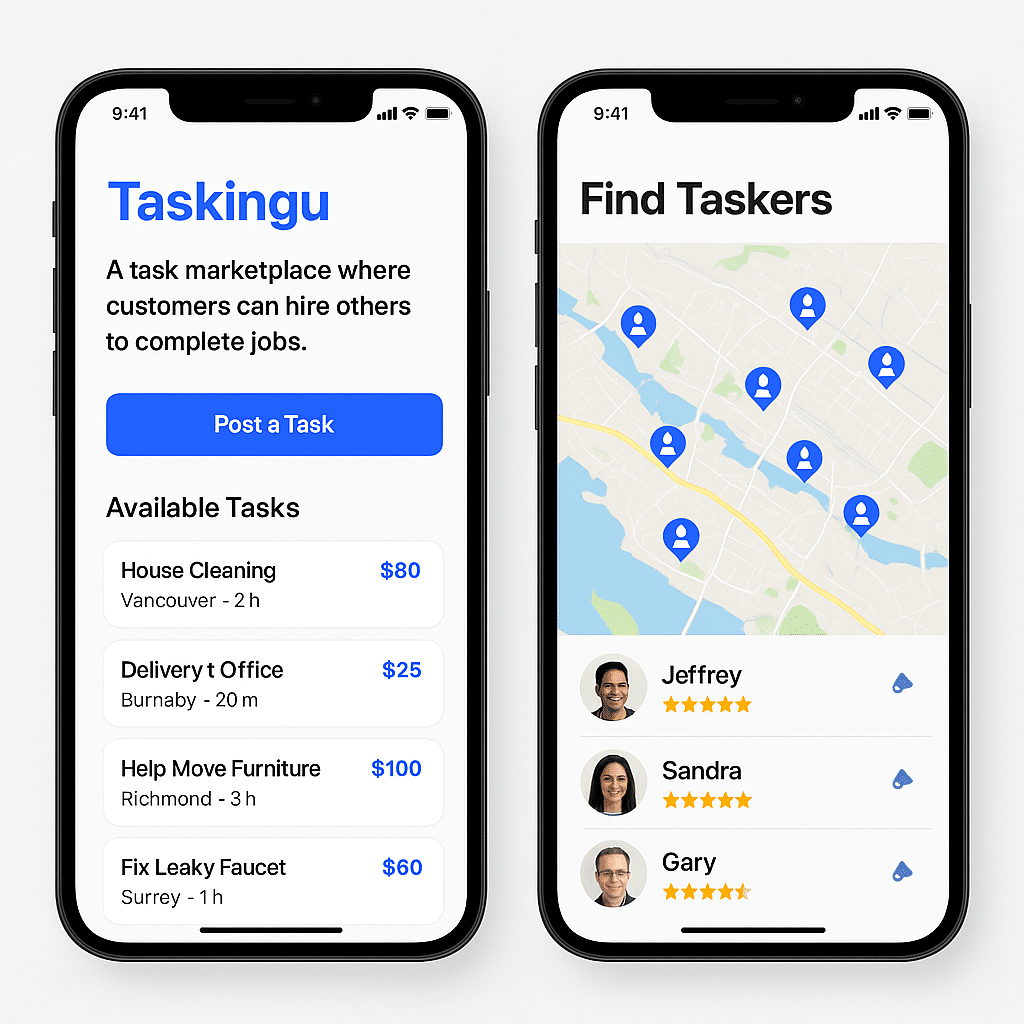 9:41
Taskingu
A task marketplace where
customers can hire others
to complete jobs.
Post a Task
Available Tasks
House Cleaning $80
Vancouver - 2 h
Delivery t Office $25
Burnaby - 20 m
Help Move Furniture $100
Richmond - 3 h
Fix Leaky Faucet $60
Surrey - 1 h
9:41
Find Taskers
Jeffrey
Sandra
Gary